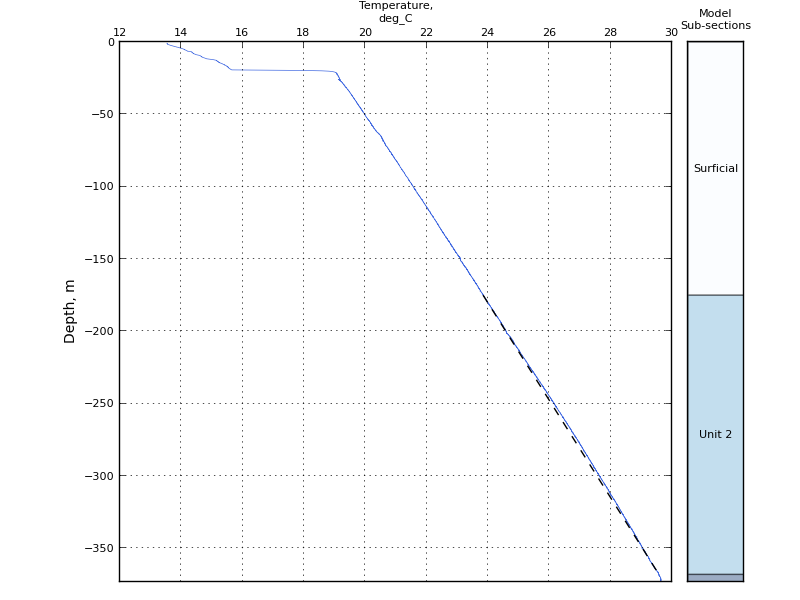 Temperature,
deg_C
Model
Sub-sections
12 14 16 18 20 22 24 26 28 30
0
−50
−100
−150
−200
−250
−300
−350
Depth, m
Surficial
Unit 2